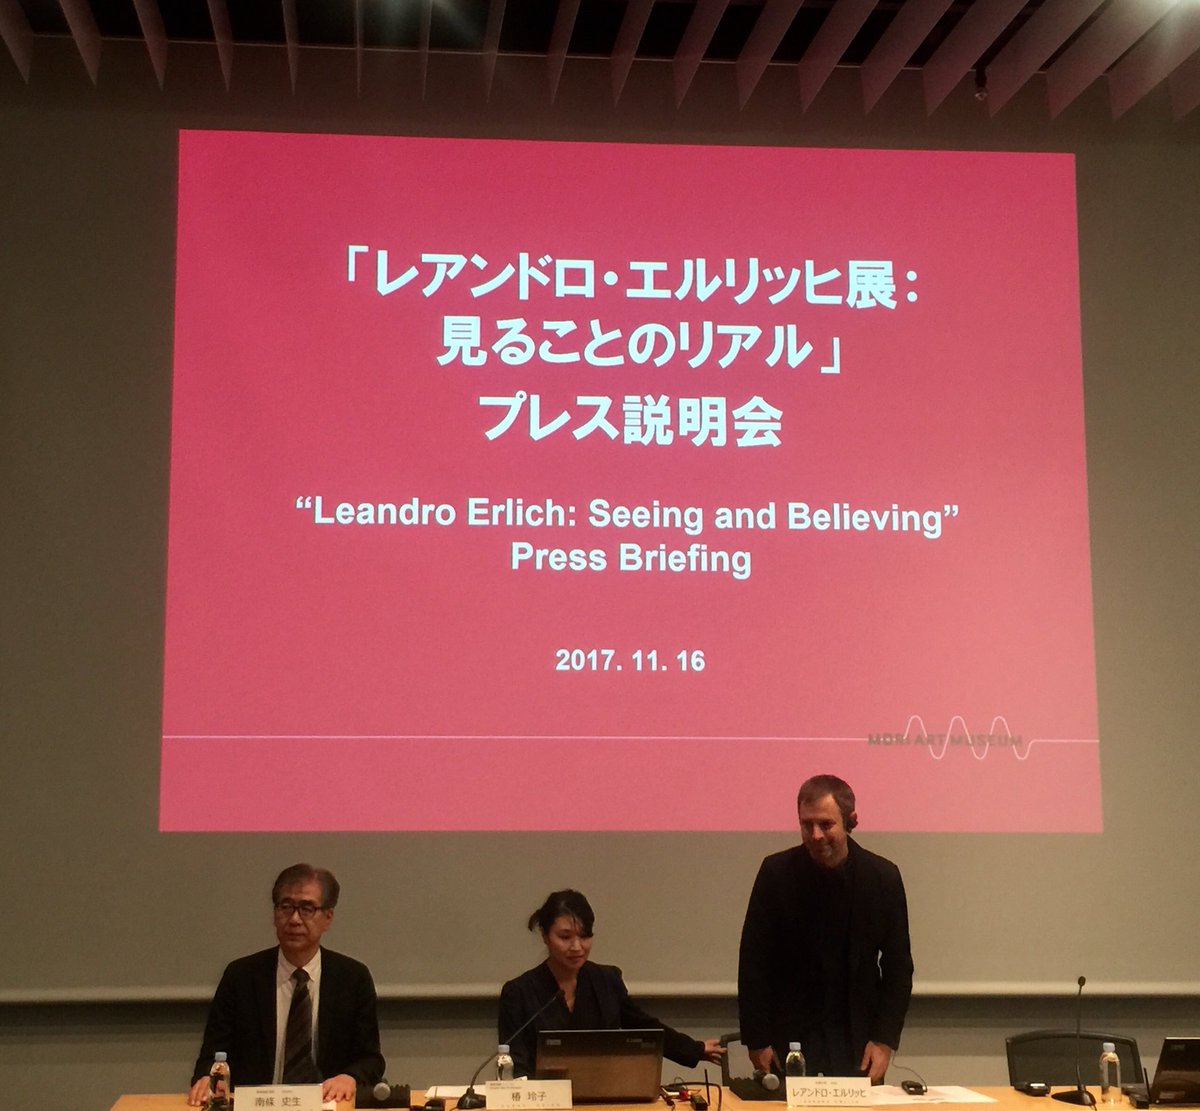 「レアンドロ・エルリッヒ展：
見ることのリアル」
プレス説明会
“Leandro Erlich: Seeing and Believing”
Press Briefing
2017. 11. 16
MORI ART MUSEUM
南條 史生
椿 玲子
レアンドロ・エルリッヒ